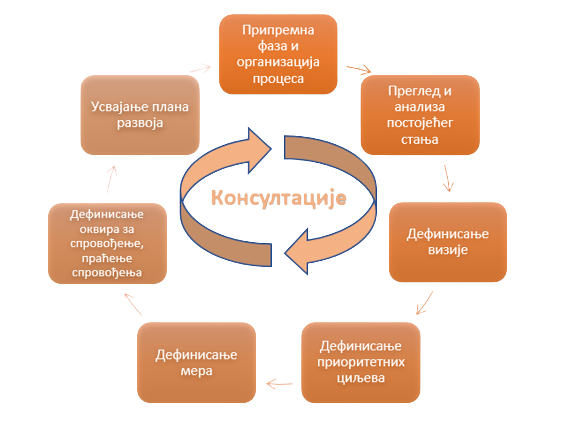 Припремна
фаза и
организација
процеса
Преглед и
анализа
постојећег
стања
Дефинисање
визије
Дефинисање
приоритетних
циљева
Дефинисање
мера
Дефинисање
оквира за
спровођење,
праћење
спровођења
Усвајање плана
развоја
Консултације